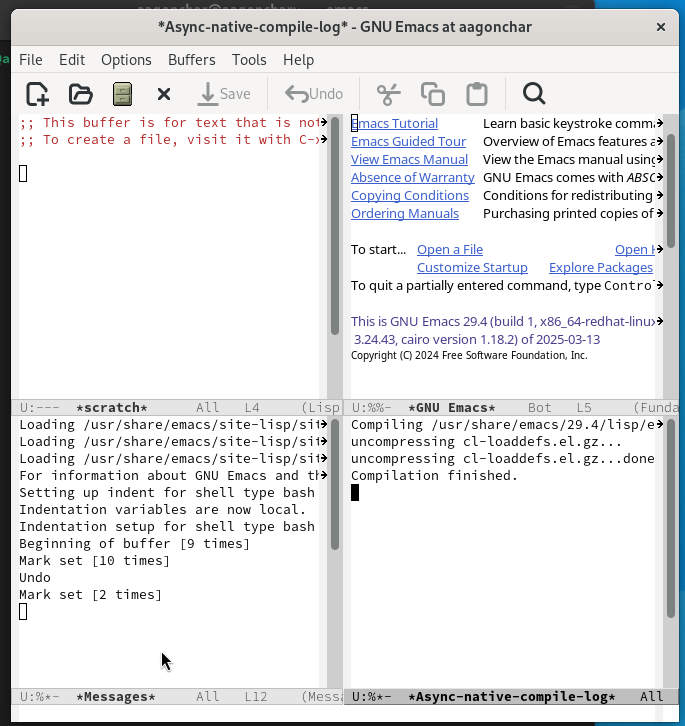 *Async-native-compile-log* - GNU Emacs at aagonchar
File Edit Options Buffers Tools Help
Save Undo
;; This buffer is for text that is not
;; To create a file, visit it with C-x
U:--- *scratch* All L4 (Lisp
Emacs Tutorial Learn basic keystroke comma
Emacs Guided Tour Overview of Emacs features a
View Emacs Manual View the Emacs manual using
Absence of Warranty GNU Emacs comes with ABSO
Copying Conditions Conditions for redistributing
Ordering Manuals Purchasing printed copies of
To start... Open a File Open H
Customize Startup Explore Packages
To quit a partially entered command, type Contro
This is GNU Emacs 29.4 (build 1, x86_64-redhat-linux
3.24.43, cairo version 1.18.2) of 2025-03-13
Copyright (C) 2024 Free Software Foundation, Inc.
U:%%- *GNU Emacs* Bot L5 (Funda
Loading /usr/share/emacs/site-lisp/sit
Loading /usr/share/emacs/site-lisp/sit
Loading /usr/share/emacs/site-lisp/sit
For information about GNU Emacs and th
Setting up indent for shell type bash
Indentation variables are now local.
Indentation setup for shell type bash
Beginning of buffer [9 times]
Mark set [10 times]
Undo
Mark set [2 times]
U:%*- *Messages* All L12 (Messa
Compiling /usr/share/emacs/29.4/lisp/e
uncompressing cl-loaddefs.el.gz...
uncompressing cl-loaddefs.el.gz...done
Compilation finished.
U:%*- *Async-native-compile-log* All